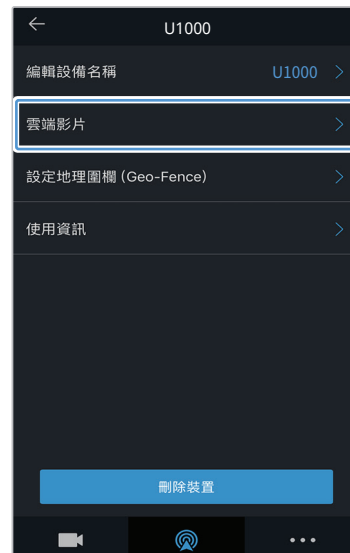 U1000
編輯設備名稱 U1000
雲端影片
設定地理圍欄 (Geo-Fence)
使用資訊
刪除裝置